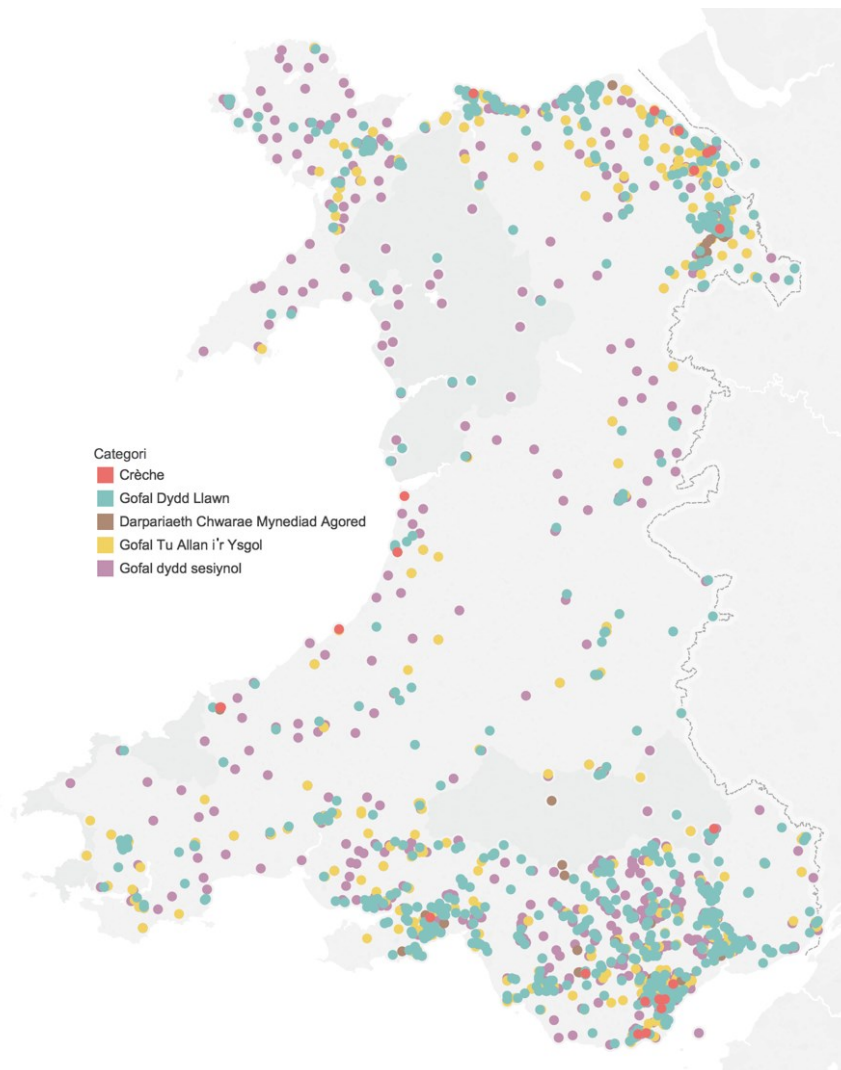 Categori
Crèche
Gofal Dydd Llawn
Darpariaeth Chwarae Mynediad Agored
Gofal Tu Allan i'r Ysgol
Gofal dydd sesiynol